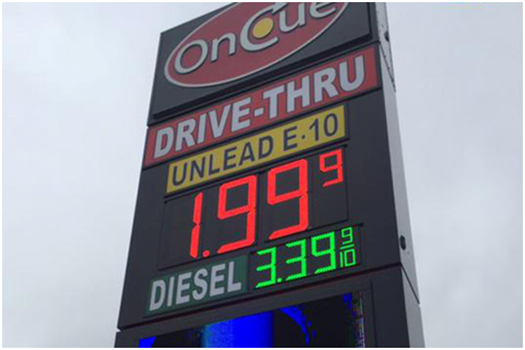 OnCue
DRIVE-THRU
UNLEAD E-10
1.99 9
DIESEL 3.39 9/10